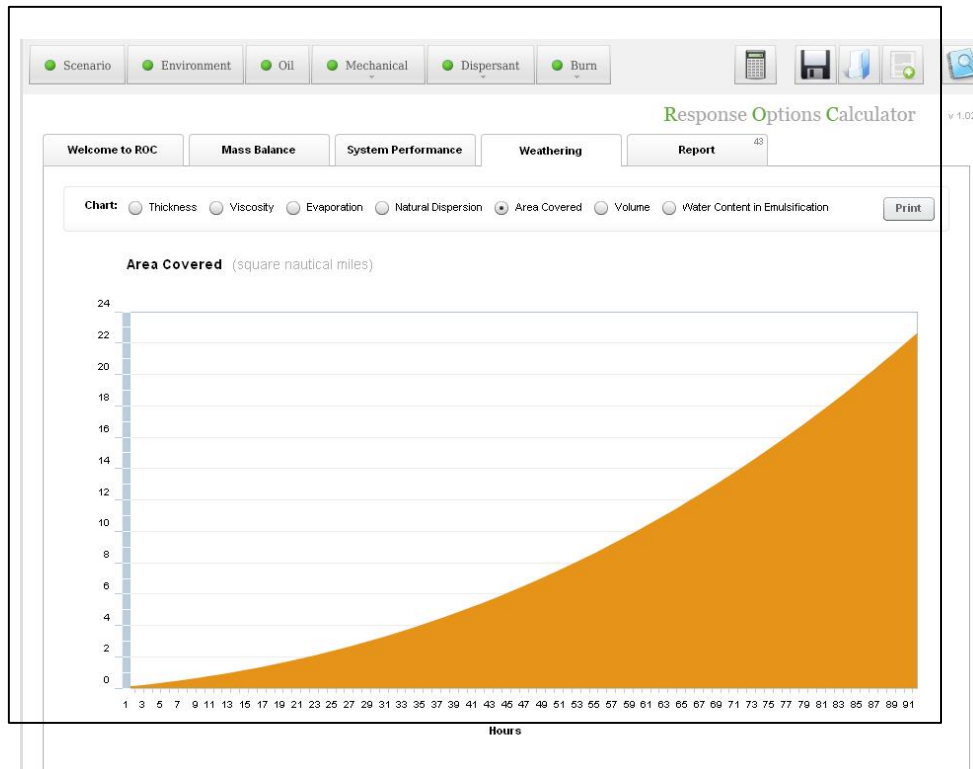 Scenario Environment Oil Mechanical Dispersant Burn
Response Options Calculator v 1.02
Welcome to ROC Mass Balance System Performance Weathering Report 43
Chart: Thickness Viscosity Evaporation Natural Dispersion Area Covered Volume Water Content in Emulsification Print
Area Covered (square nautical miles)
24
22
20
18
16
14
12
10
8
6
4
2
0
1 3 5 7 9 11 13 15 17 19 21 23 25 27 29 31 33 35 37 39 41 43 45 47 49 51 53 55 57 59 61 63 65 67 69 71 73 75 77 79 81 83 85 87 89 91
Hours